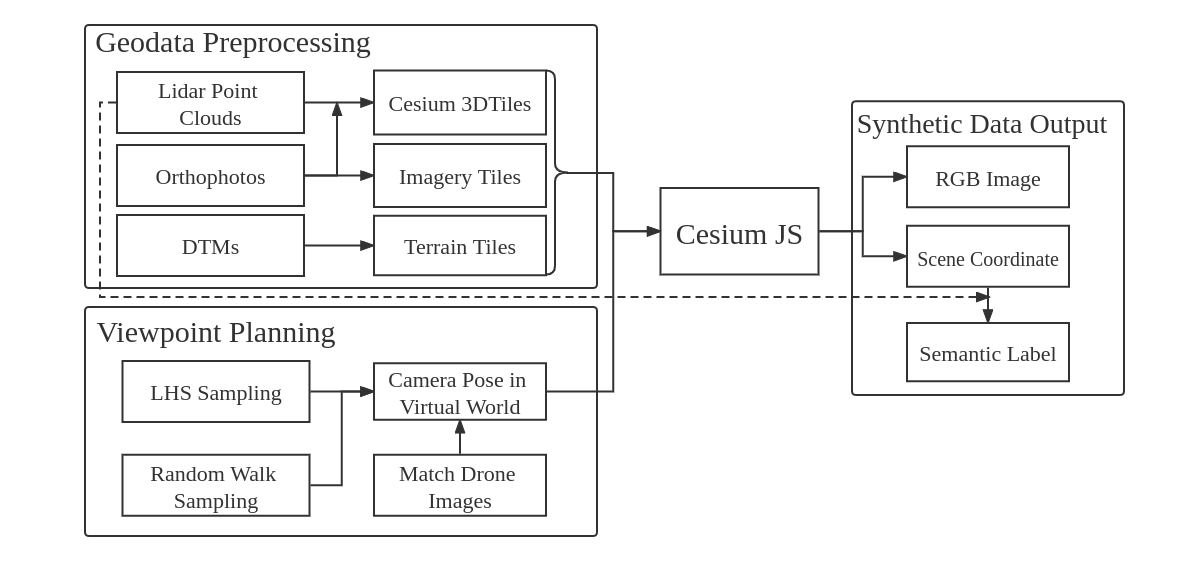 Geodata Preprocessing
Lidar Point
Clouds
Cesium 3DTiles
Orthophotos
Imagery Tiles
DTMs
Terrain Tiles
Viewpoint Planning
LHS Sampling
Camera Pose in
Virtual World
Random Walk
Sampling
Match Drone
Images
Cesium JS
Synthetic Data Output
RGB Image
Scene Coordinate
Semantic Label